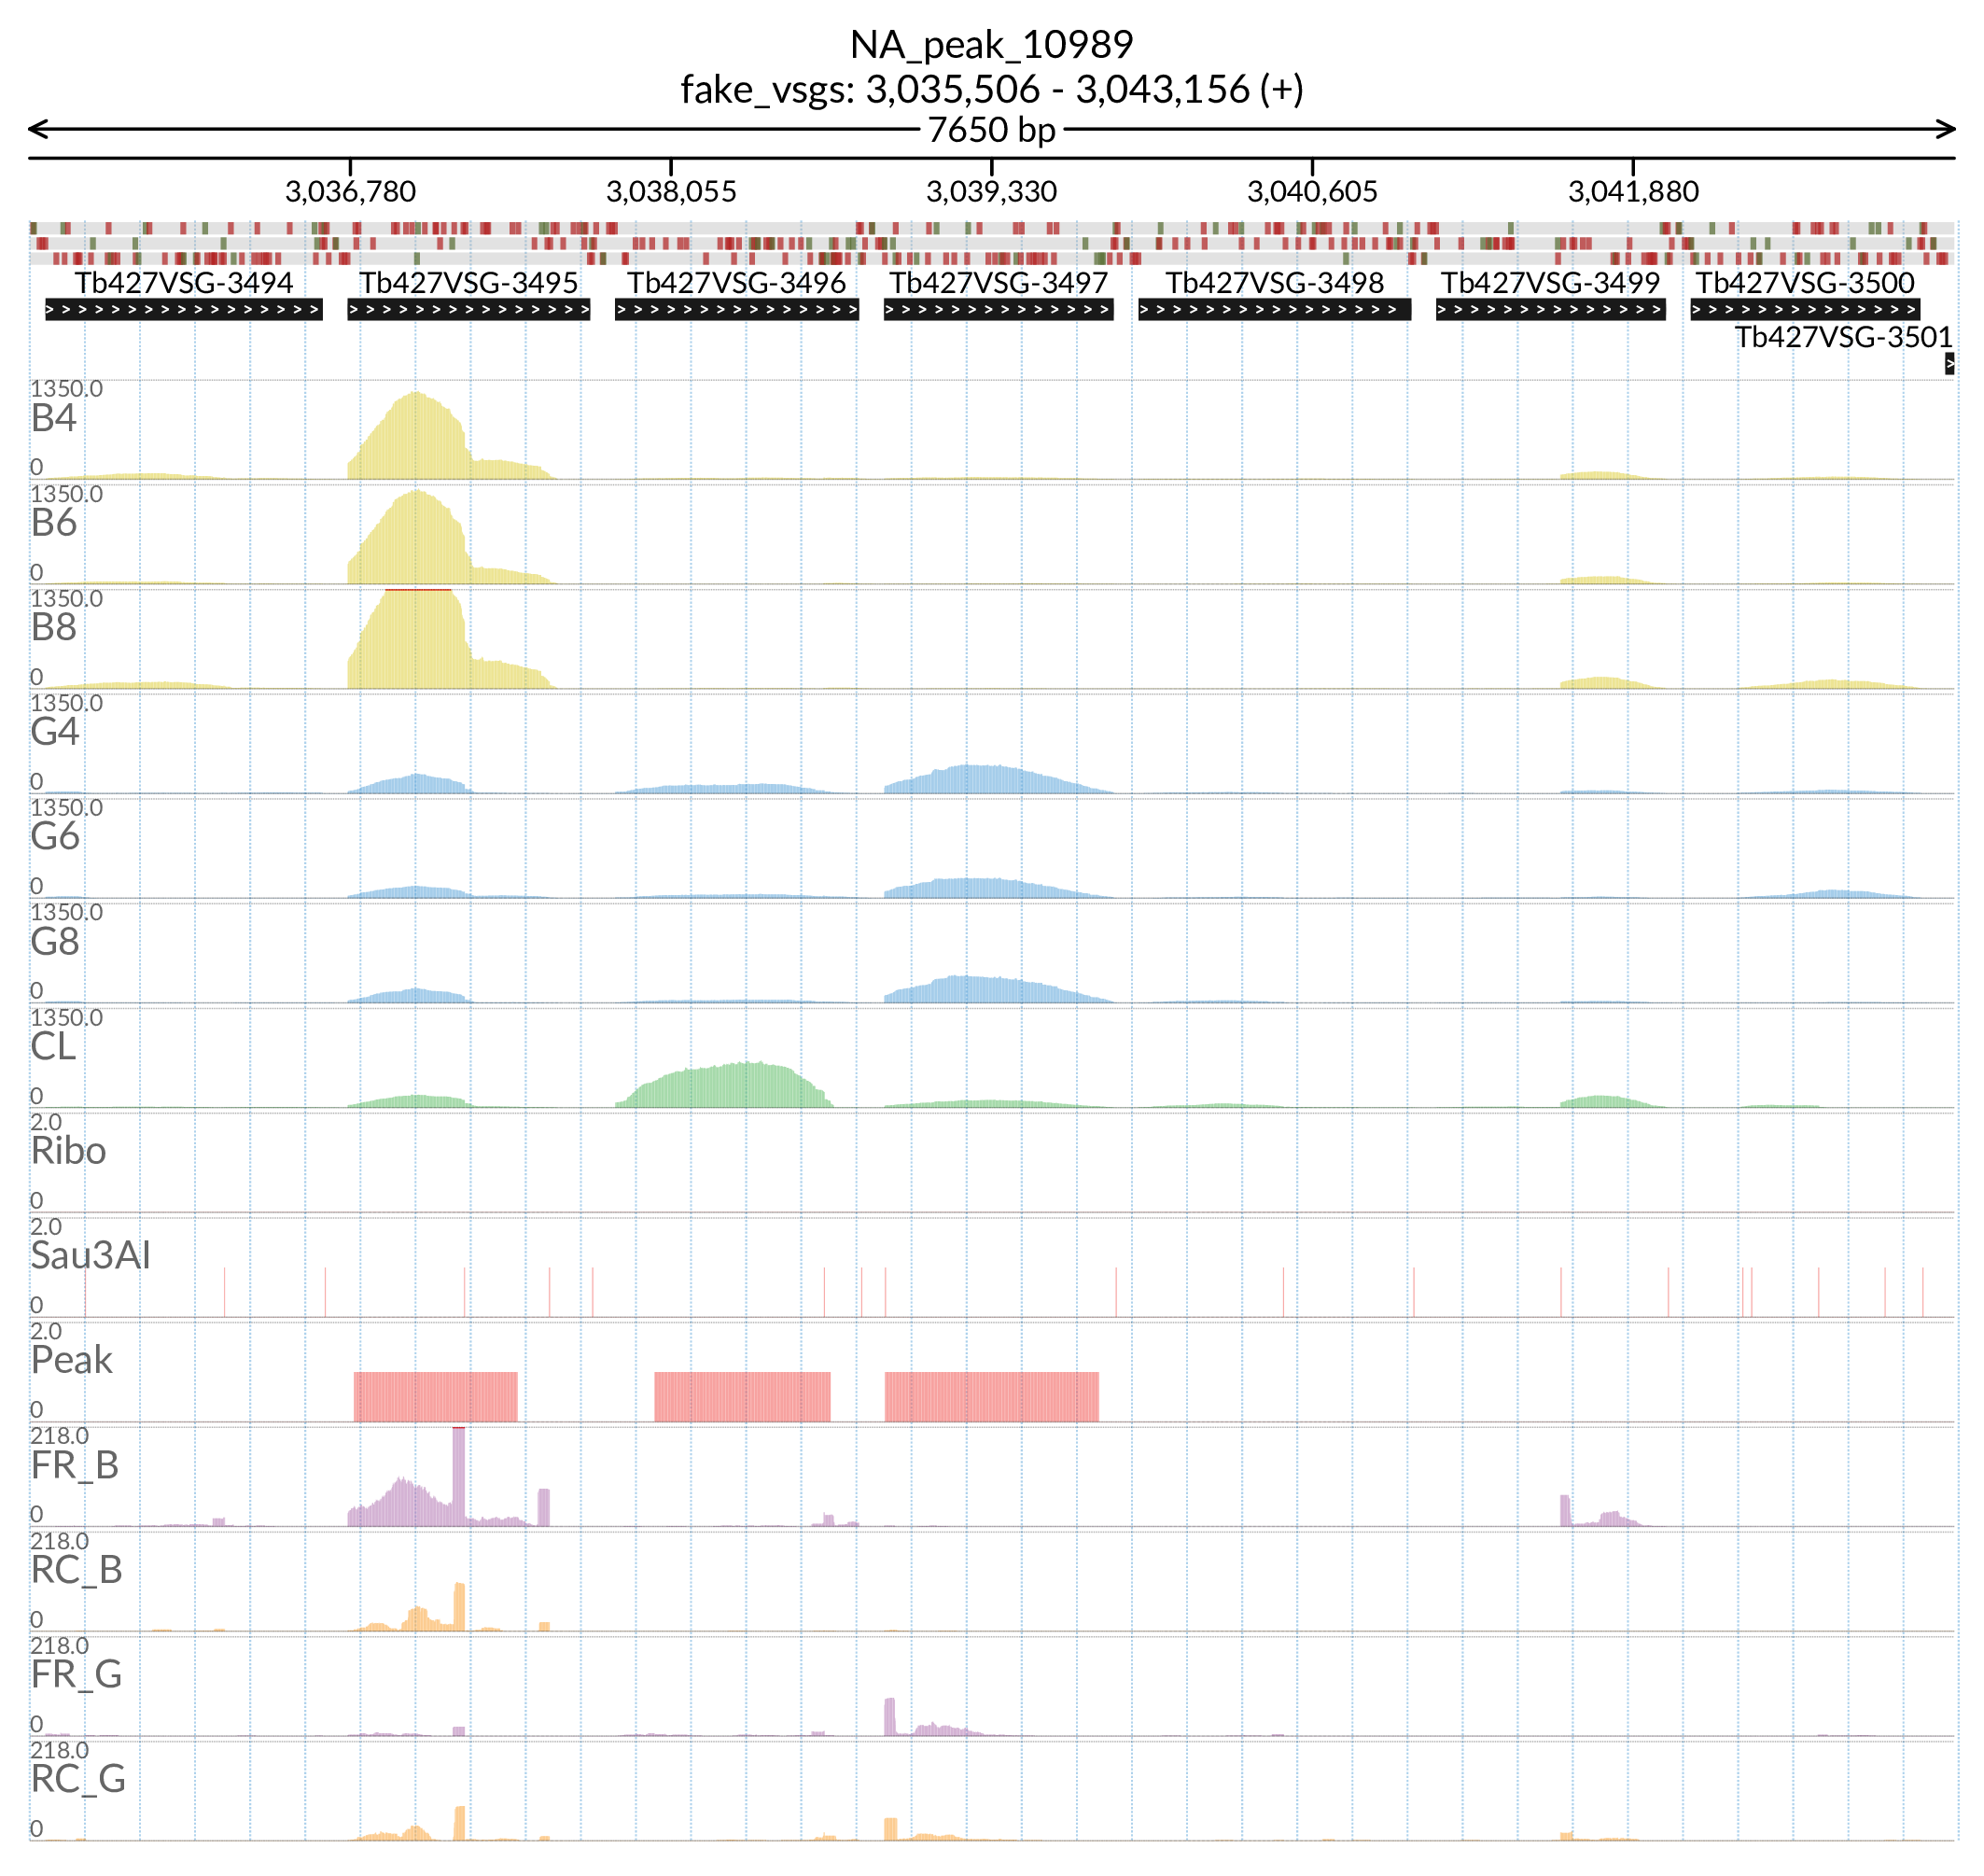 NA_peak_10989
fake_vsgs: 3,035,506 - 3,043,156 (+)
7650 bp
3,036,780 3,038,055 3,039,330 3,040,605 3,041,880
Tb427VSG-3494 Tb427VSG-3495 Tb427VSG-3496 Tb427VSG-3497 Tb427VSG-3498 Tb427VSG-3499 Tb427VSG-3500
Tb427VSG-3501
1350.0
B4
0
1350.0
B6
0
1350.0
B8
0
1350.0
G4
0
1350.0
G6
0
1350.0
G8
0
1350.0
CL
0
2.0
Ribo
0
2.0
Sau3AI
0
2.0
Peak
0
218.0
FR_B
0
218.0
RC_B
0
218.0
FR_G
0
218.0
RC_G
0